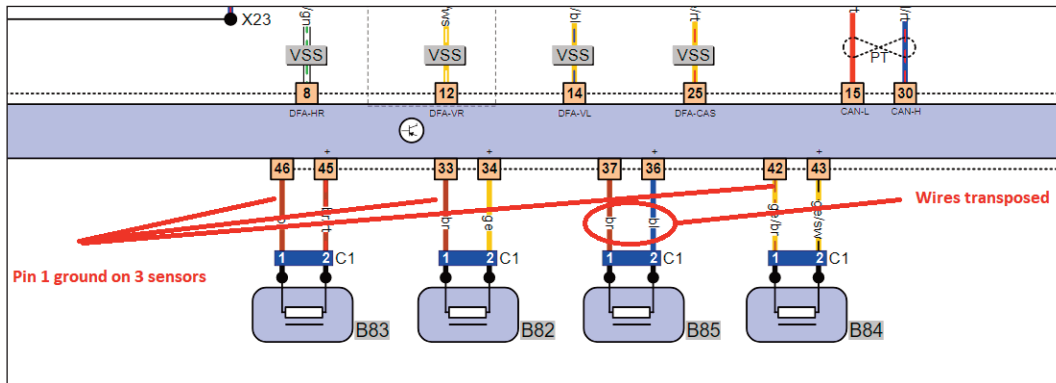 X23
/gn
/ws
/bl
/rt
t
l/rt
VSS VSS VSS VSS
PT
8 12 14 25 15 30
DFA-HR DFA-VR DFA-VL DFA-CAS CAN-L CAN-H
+ + + +
46 45 33 34 37 36 42 43
br ge br bl ge/br ge/sw
Wires transposed
Pin 1 ground on 3 sensors
1 2 C1 1 2 C1 1 2 C1 1 2 C1
B83 B82 B85 B84